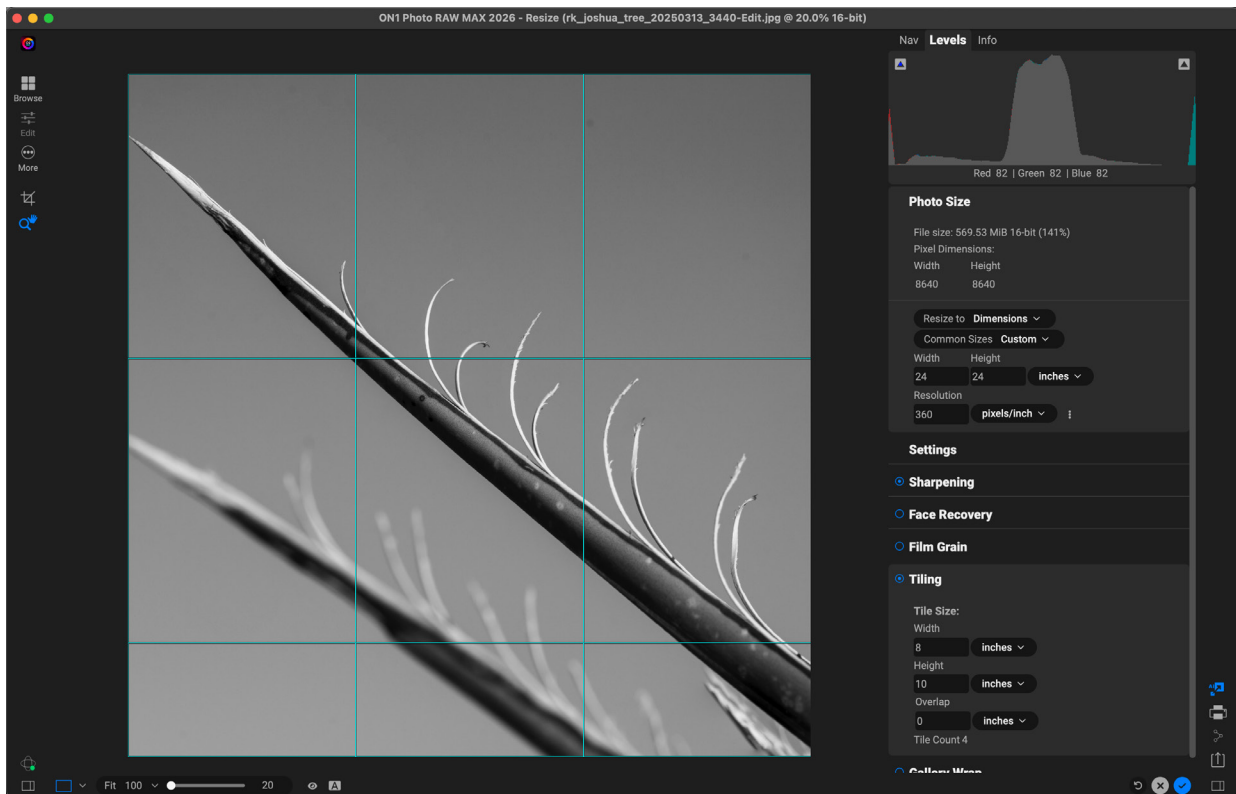 ON1 Photo RAW MAX 2026 - Resize (rk_joshua_tree_20250313_3440-Edit.jpg @ 20.0% 16-bit)
Browse
Edit
More
Nav Levels Info
Red 82 | Green 82 | Blue 82
Photo Size
File size: 569.53 MiB 16-bit (141%)
Pixel Dimensions:
Width Height
8640 8640
Resize to Dimensions
Common Sizes Custom
Width Height
24 24 inches
Resolution
360 pixels/inch
Settings
Sharpening
Face Recovery
Film Grain
Tiling
Tile Size:
Width
8 inches
Height
10 inches
Overlap
0 inches
Tile Count 4
Gallery Wrap
Fit 100 20 A